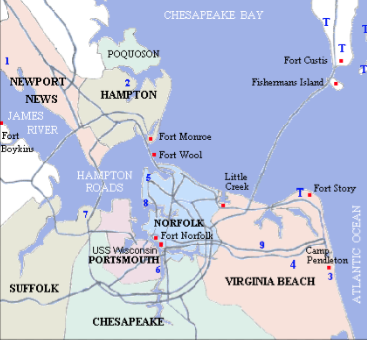 CHESAPEAKE BAY
T
T
T
T
POQUOSON
Fort Custis
1
NEWPORT
NEWS
2
HAMPTON
Fishermans Island
JAMES
RIVER
Fort
Boykins
Fort Monroe
Fort Wool
HAMPTON
ROADS
5
Little
Creek
T
Fort Story
8
7
NORFOLK
Fort Norfolk
USS Wisconsin
PORTSMOUTH
9
Camp
Pendleton
4
3
6
SUFFOLK
VIRGINIA BEACH
CHESAPEAKE
ATLANTIC OCEAN